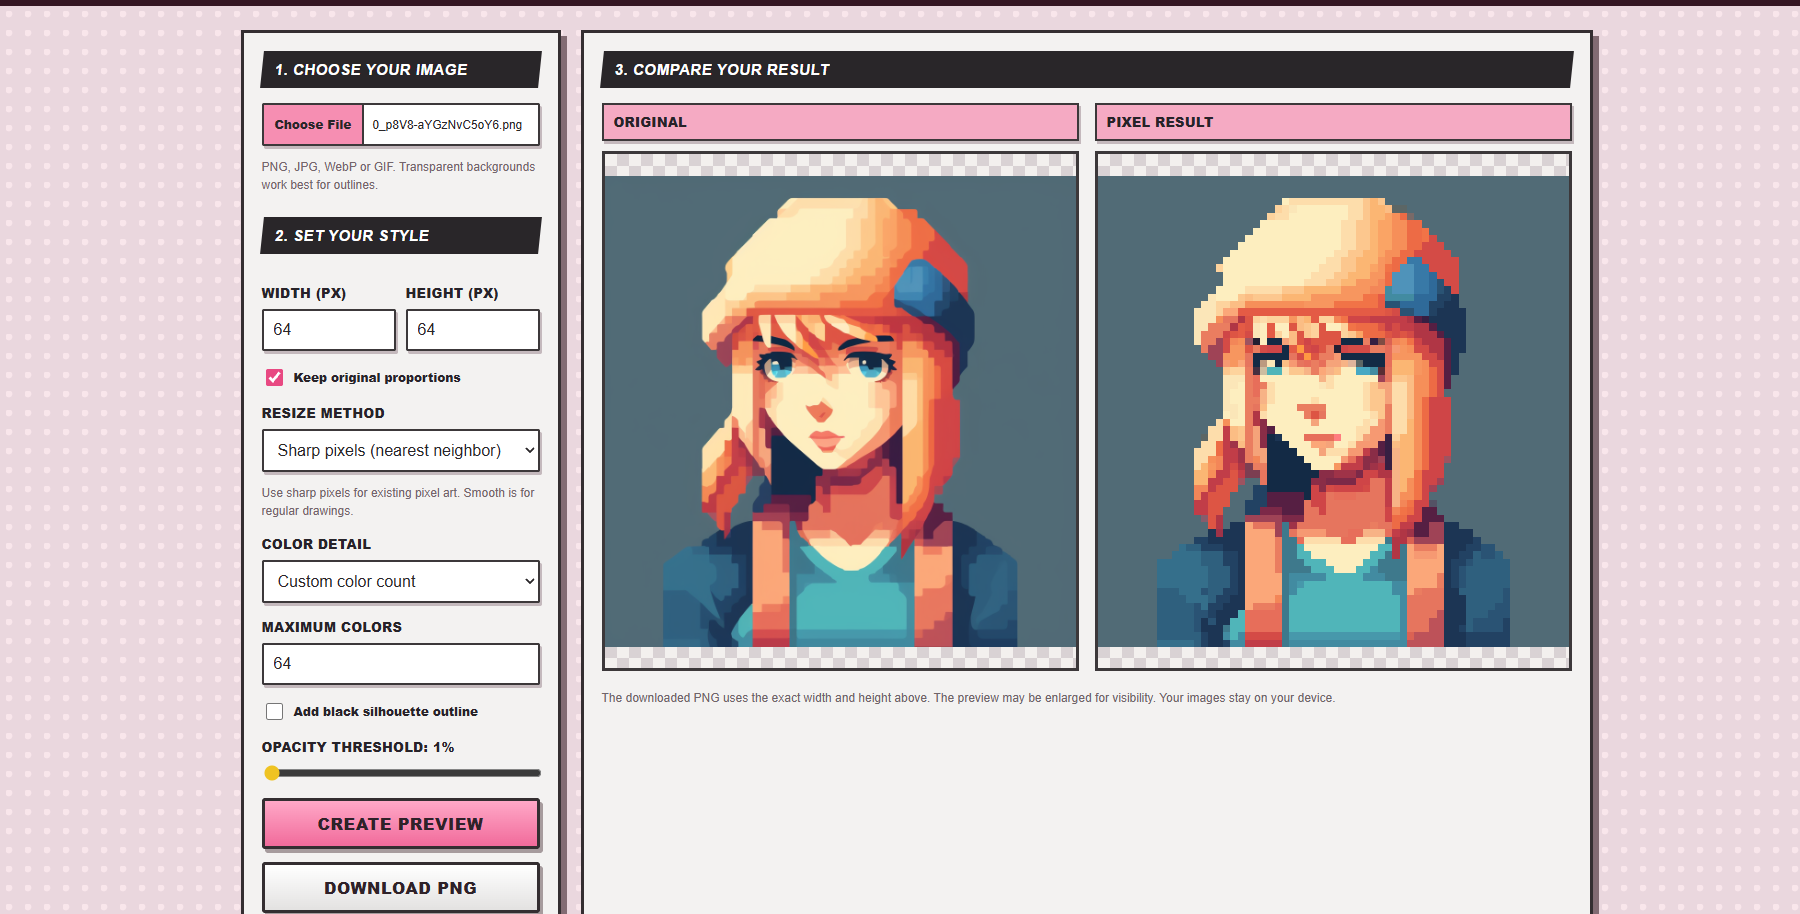 1. CHOOSE YOUR IMAGE
Choose File
0_p8V8-aYGzNvC5oY6.png
PNG, JPG, WebP or GIF. Transparent backgrounds
work best for outlines.
2. SET YOUR STYLE
WIDTH (PX)
HEIGHT (PX)
64
64
Keep original proportions
RESIZE METHOD
Sharp pixels (nearest neighbor)
Use sharp pixels for existing pixel art. Smooth is for
regular drawings.
COLOR DETAIL
Custom color count
MAXIMUM COLORS
64
Add black silhouette outline
OPACITY THRESHOLD: 1%
CREATE PREVIEW
DOWNLOAD PNG
3. COMPARE YOUR RESULT
ORIGINAL
PIXEL RESULT
The downloaded PNG uses the exact width and height above. The preview may be enlarged for visibility. Your images stay on your device.